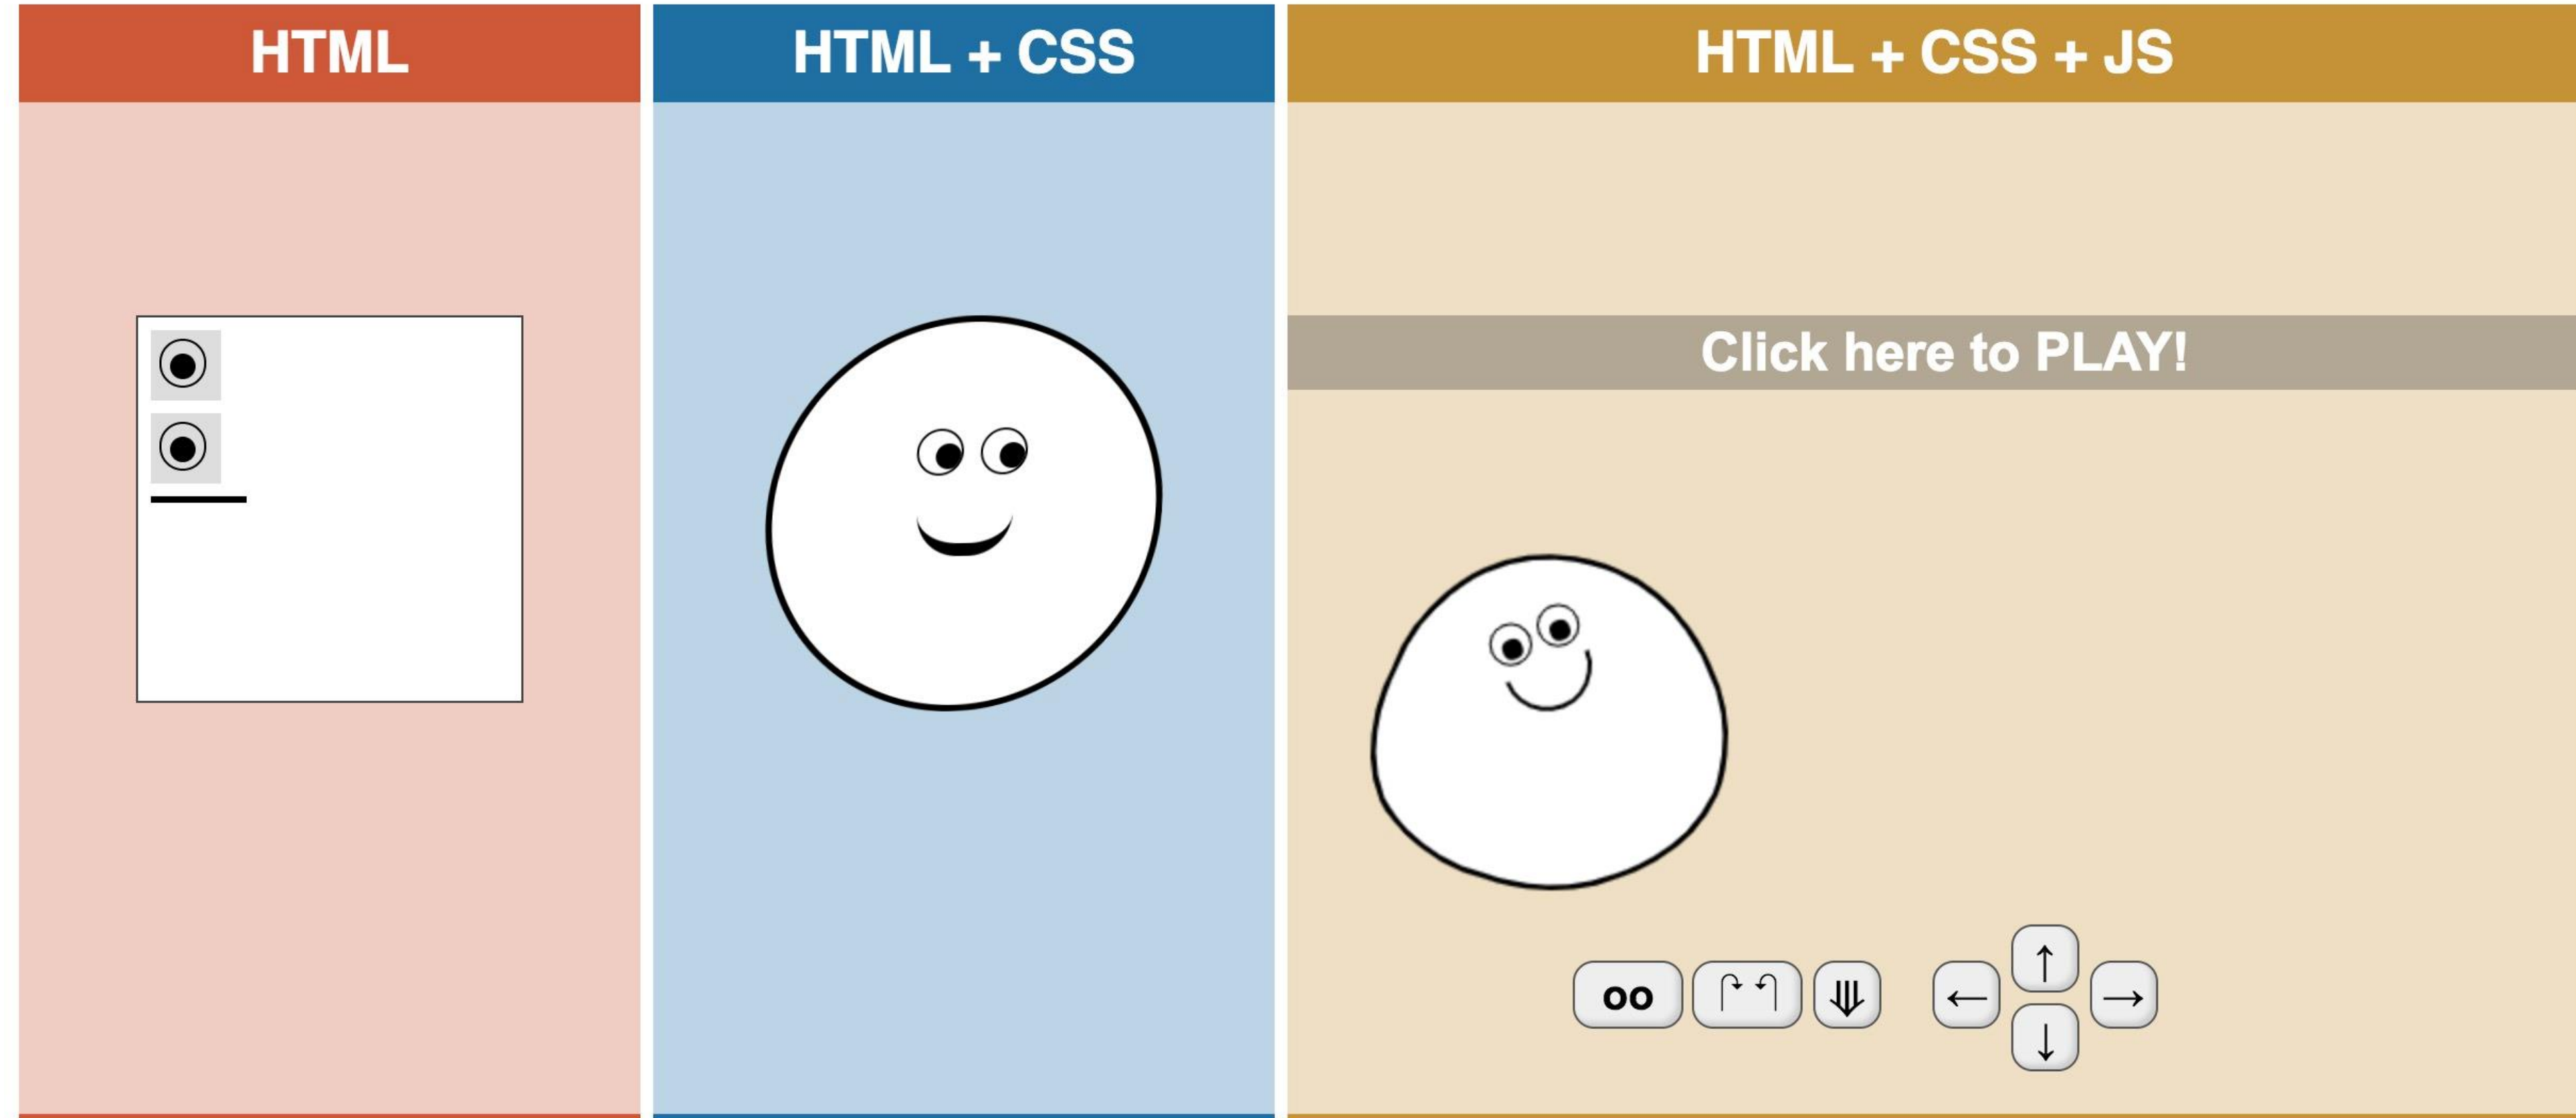 HTML
HTML + CSS
HTML + CSS + JS
Click here to PLAY!
oo
↑
← →
↓